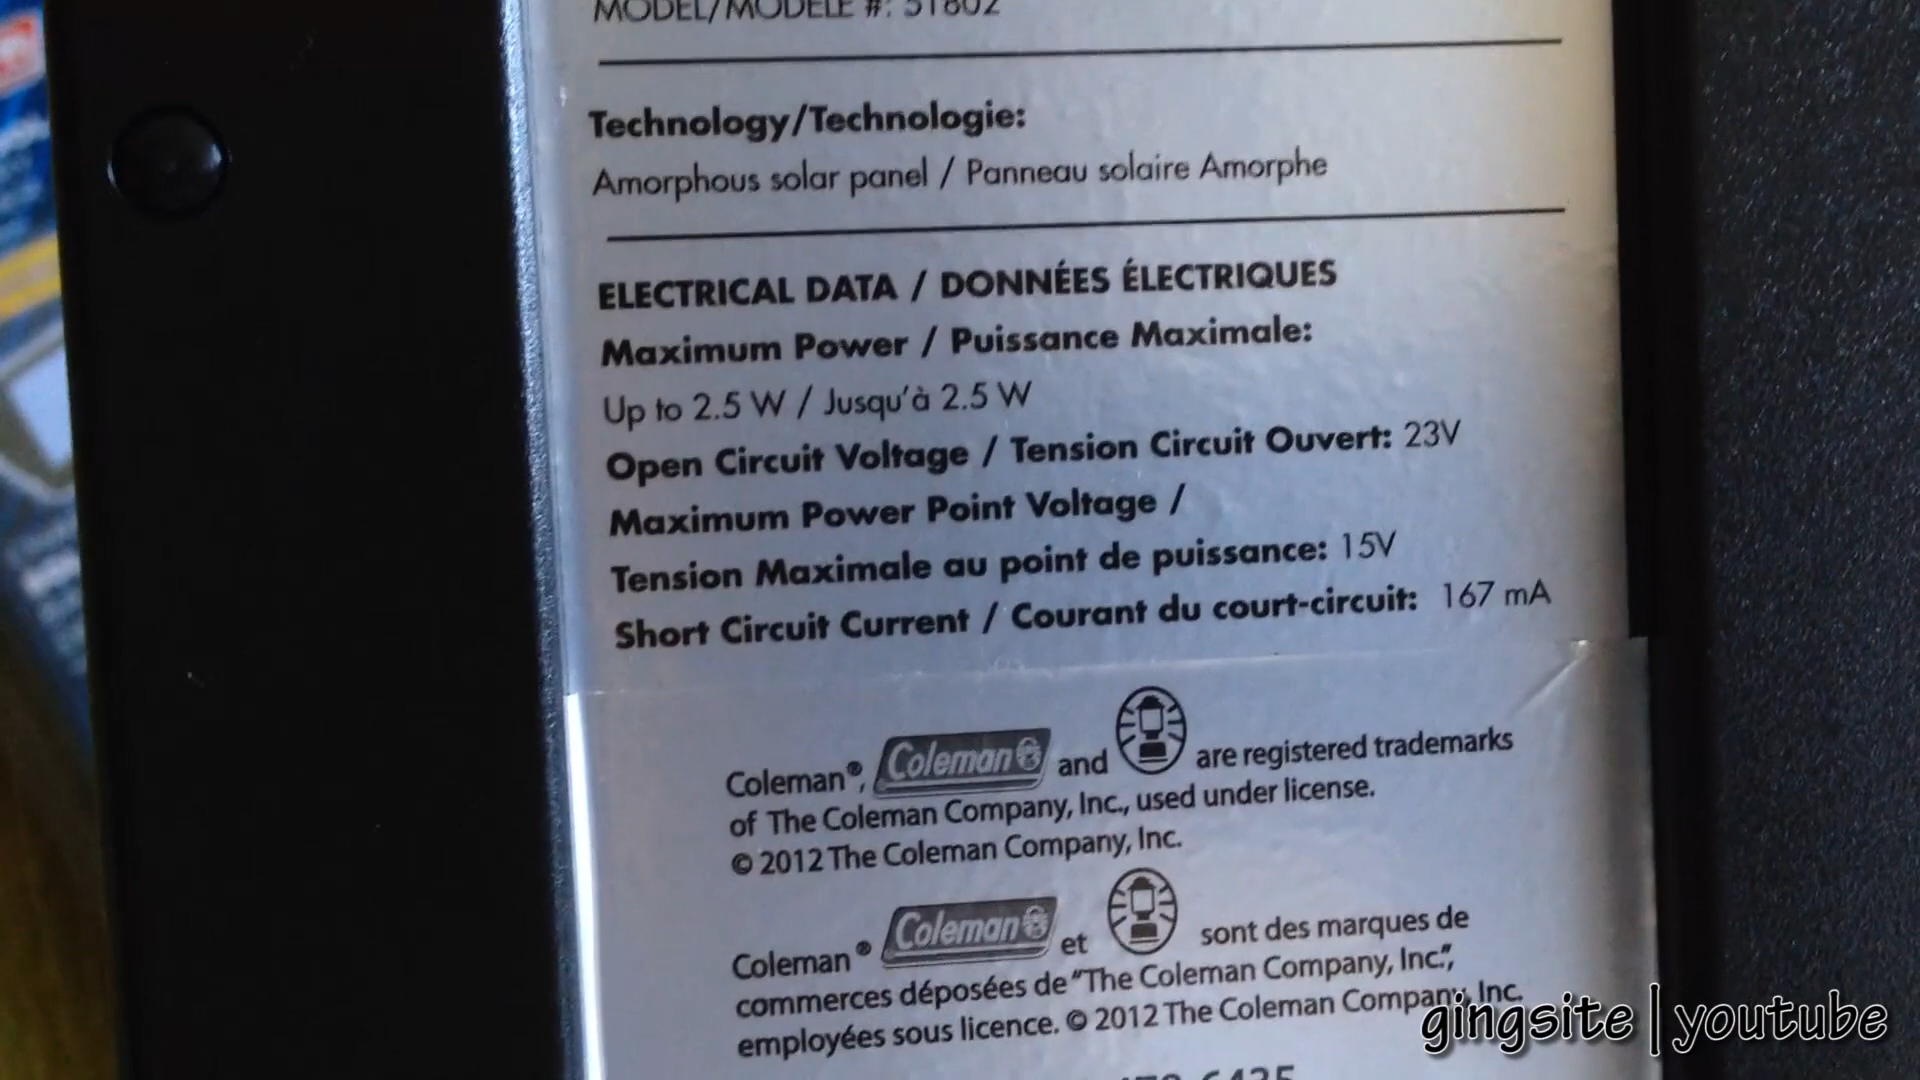 MODEL/MODÈLE #: 51802
Technology/Technologie:
Amorphous solar panel / Panneau solaire Amorphe
ELECTRICAL DATA / DONNÉES ÉLECTRIQUES
Maximum Power / Puissance Maximale:
Up to 2.5 W / Jusqu'à 2.5 W
Open Circuit Voltage / Tension Circuit Ouvert: 23V
Maximum Power Point Voltage /
Tension Maximale au point de puissance: 15V
Short Circuit Current / Courant du court-circuit: 167 mA
Coleman®, Coleman and are registered trademarks
of The Coleman Company, Inc., used under license.
© 2012 The Coleman Company, Inc.
Coleman® Coleman et sont des marques de
commerces déposées de "The Coleman Company, Inc.",
employées sous licence. © 2012 The Coleman Company, Inc.
gingsite | youtube